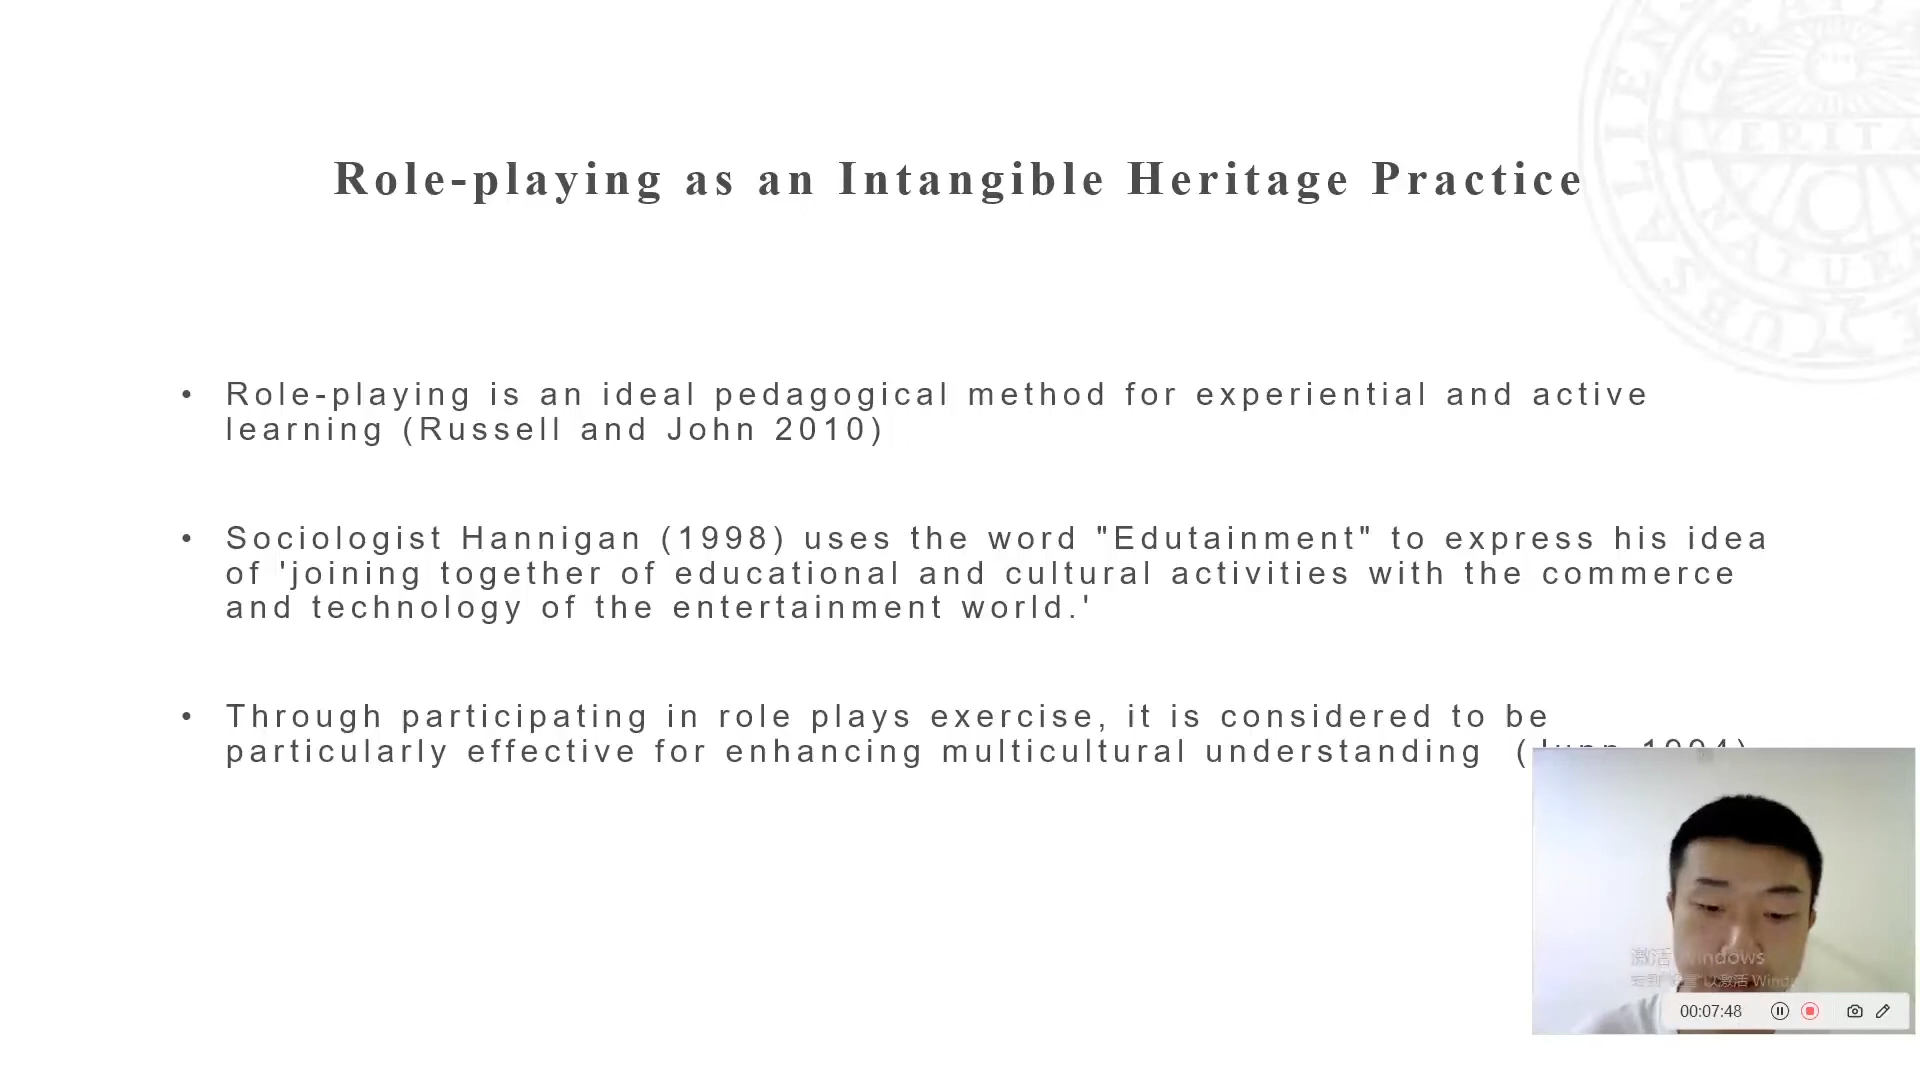 Role-playing as an Intangible Heritage Practice
• Role-playing is an ideal pedagogical method for experiential and active
learning (Russell and John 2010)
• Sociologist Hannigan (1998) uses the word "Edutainment" to express his idea
of 'joining together of educational and cultural activities with the commerce
and technology of the entertainment world.'
• Through participating in role plays exercise, it is considered to be
particularly effective for enhancing multicultural understanding (
激活 Windows
以激活
00:07:48